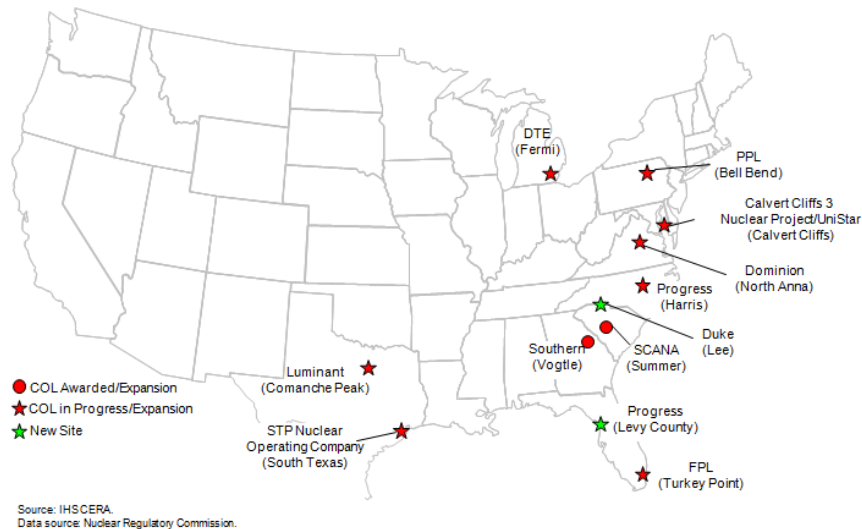 DTE
(Fermi)
PPL
(Bell Bend)
Calvert Cliffs 3
Nuclear Project/UniStar
(Calvert Cliffs)
Dominion
(North Anna)
Progress
(Harris)
Duke
(Lee)
SCANA
(Summer)
Southern
(Vogtle)
Luminant
(Comanche Peak)
COL Awarded/Expansion
COL in Progress/Expansion
New Site
STP Nuclear
Operating Company
(South Texas)
Progress
(Levy County)
FPL
(Turkey Point)
Source: IHS CERA.
Data source: Nuclear Regulatory Commission.